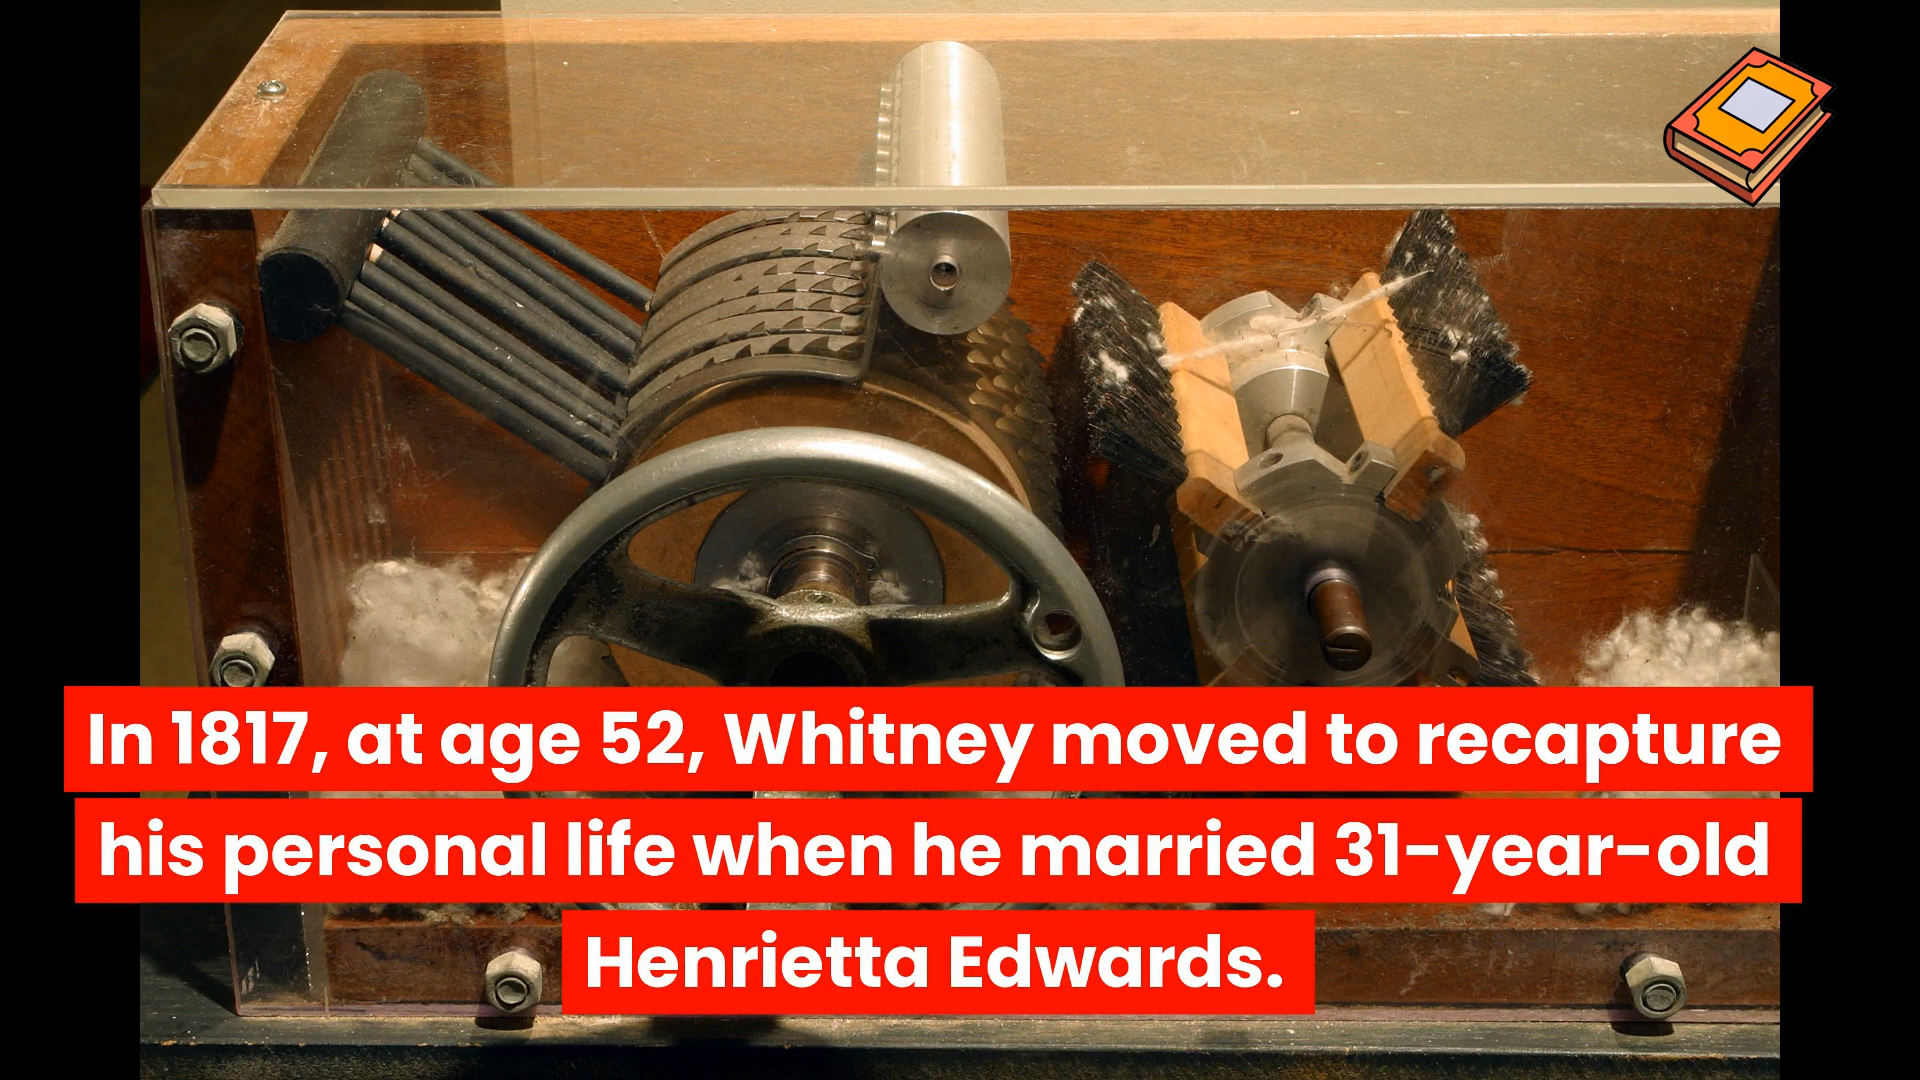 In 1817, at age 52, Whitney moved to recapture
his personal life when he married 31-year-old
Henrietta Edwards.